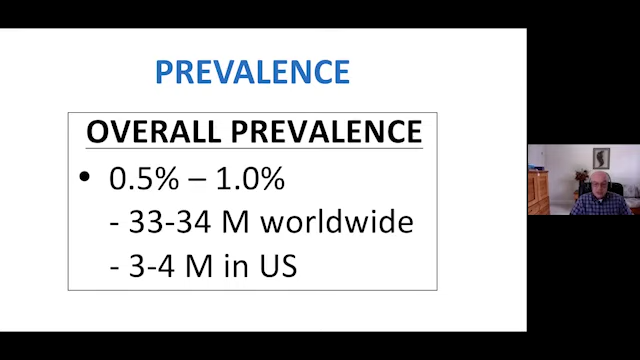 PREVALENCE
OVERALL PREVALENCE
• 0.5% – 1.0%
- 33-34 M worldwide
- 3-4 M in US